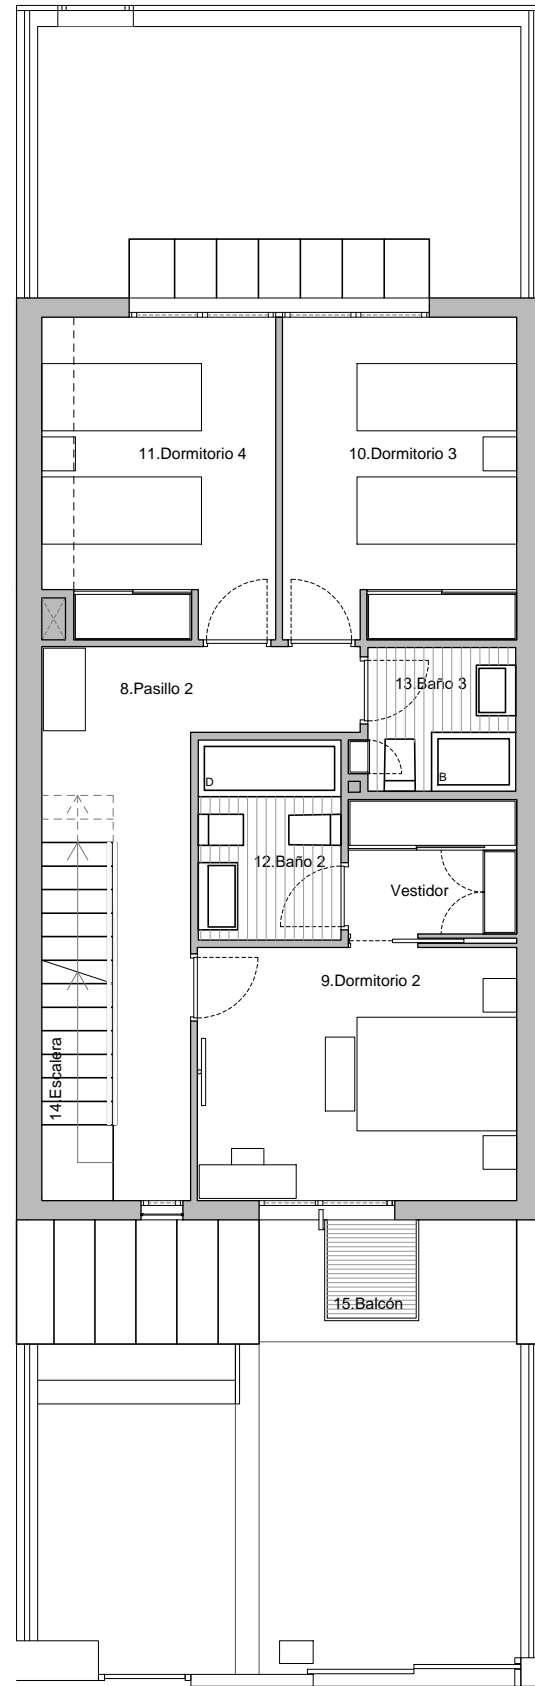 11.Dormitorio 4
10.Dormitorio 3
8.Pasillo 2
13.Baño 3
D
B
12.Baño 2
Vestidor
9.Dormitorio 2
14.Escalera
15.Balcón